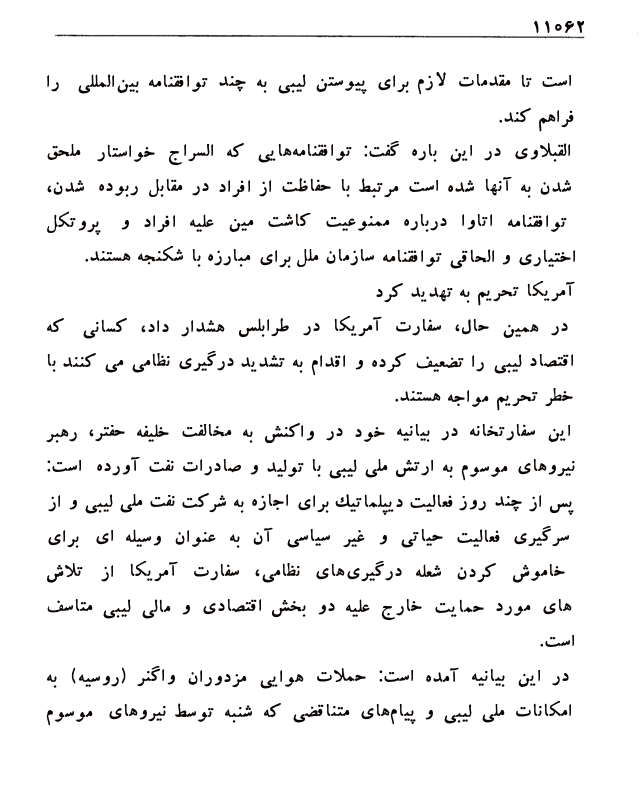 ۱۱۰۶۲
است تا مقدمات لازم برای پیوستن لیبی به چند توافقنامه بین‌المللی را
فراهم کند.
القبلاوی در این باره گفت: توافقنامه‌هایی که السراج خواستار ملحق
شدن به آنها شده است مرتبط با حفاظت از افراد در مقابل ربوده شدن،
توافقنامه اتاوا درباره ممنوعیت کاشت مین علیه افراد و پروتکل
اختیاری و الحاقی توافقنامه سازمان ملل برای مبارزه با شکنجه هستند.
آمریکا تحریم به تهدید کرد
در همین حال، سفارت آمریکا در طرابلس هشدار داد، کسانی که
اقتصاد لیبی را تضعیف کرده و اقدام به تشدید درگیری نظامی می کنند با
خطر تحریم مواجه هستند.
این سفارتخانه در بیانیه خود در واکنش به مخالفت خلیفه حفتر، رهبر
نیروهای موسوم به ارتش ملی لیبی با تولید و صادرات نفت آورده است:
پس از چند روز فعالیت دیپلماتیك برای اجازه به شرکت نفت ملی لیبی و از
سرگیری فعالیت حیاتی و غیر سیاسی آن به عنوان وسیله ای برای
خاموش کردن شعله درگیری‌های نظامی، سفارت آمریکا از تلاش
های مورد حمایت خارج علیه دو بخش اقتصادی و مالی لیبی متاسف
است.
در این بیانیه آمده است: حملات هوایی مزدوران واگنر (روسیه) به
امکانات ملی لیبی و پیام‌های متناقضی که شنبه توسط نیروهای موسوم